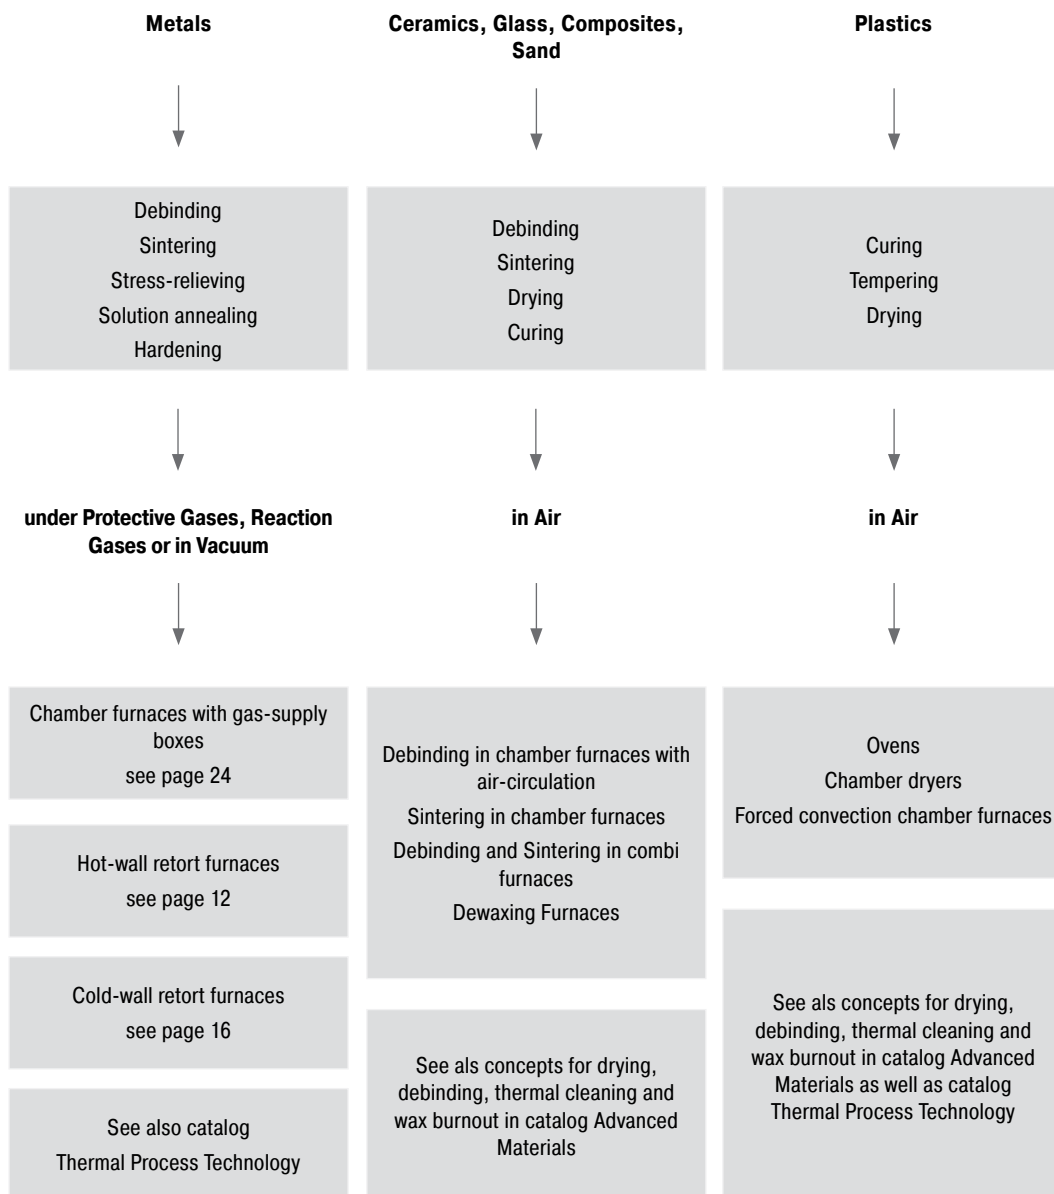 Metals
Debinding
Sintering
Stress-relieving
Solution annealing
Hardening
under Protective Gases, Reaction
Gases or in Vacuum
Chamber furnaces with gas-supply
boxes
see page 24
Hot-wall retort furnaces
see page 12
Cold-wall retort furnaces
see page 16
See also catalog
Thermal Process Technology
Ceramics, Glass, Composites,
Sand
Debinding
Sintering
Drying
Curing
in Air
Debinding in chamber furnaces with
air-circulation
Sintering in chamber furnaces
Debinding and Sintering in combi
furnaces
Dewaxing Furnaces
See als concepts for drying,
debinding, thermal cleaning and
wax burnout in catalog Advanced
Materials
Plastics
Curing
Tempering
Drying
in Air
Ovens
Chamber dryers
Forced convection chamber furnaces
See als concepts for drying,
debinding, thermal cleaning and
wax burnout in catalog Advanced
Materials as well as catalog
Thermal Process Technology